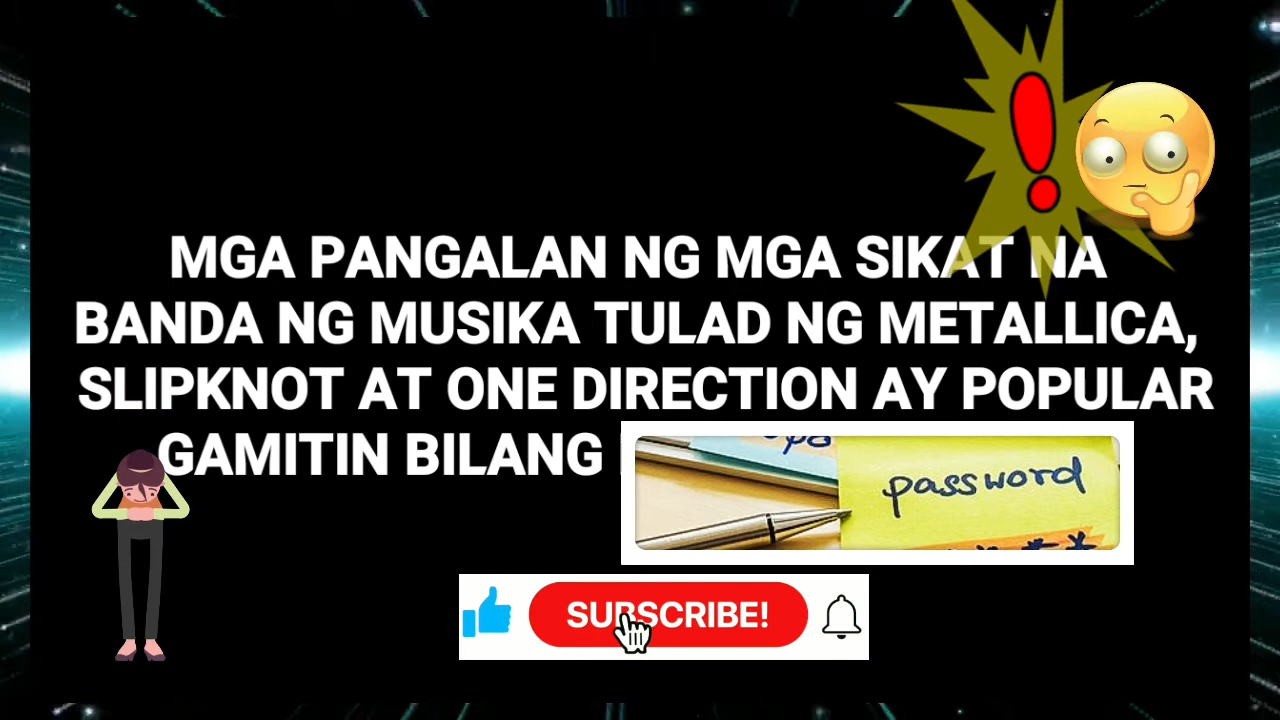 MGA PANGALAN NG MGA SIKAT NA
BANDA NG MUSIKA TULAD NG METALLICA,
SLIPKNOT AT ONE DIRECTION AY POPULAR
GAMITIN BILANG
password
SUBSCRIBE!